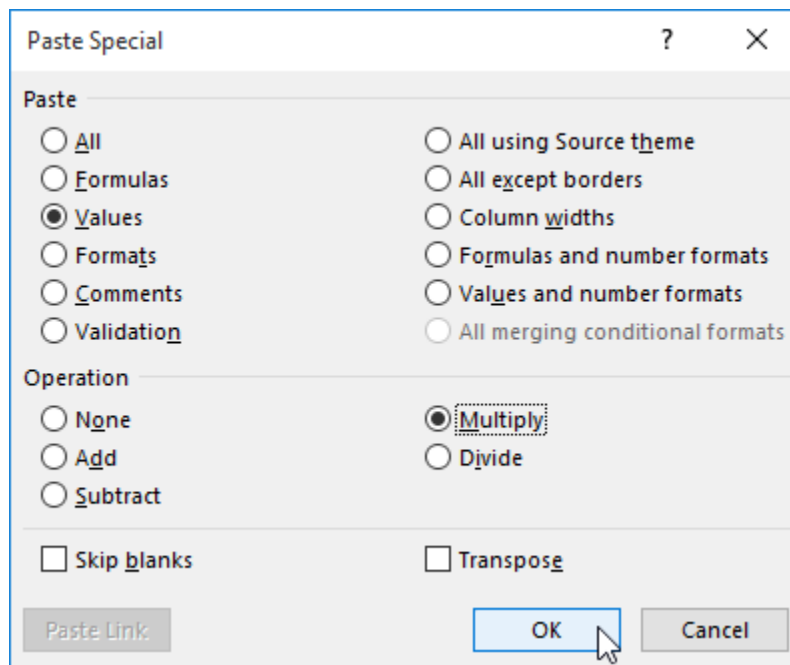 Paste Special ?
Paste
All
Formulas
Values
Formats
Comments
Validation
All using Source theme
All except borders
Column widths
Formulas and number formats
Values and number formats
All merging conditional formats
Operation
None
Add
Subtract
Multiply
Divide
Skip blanks
Transpose
Paste Link
OK
Cancel